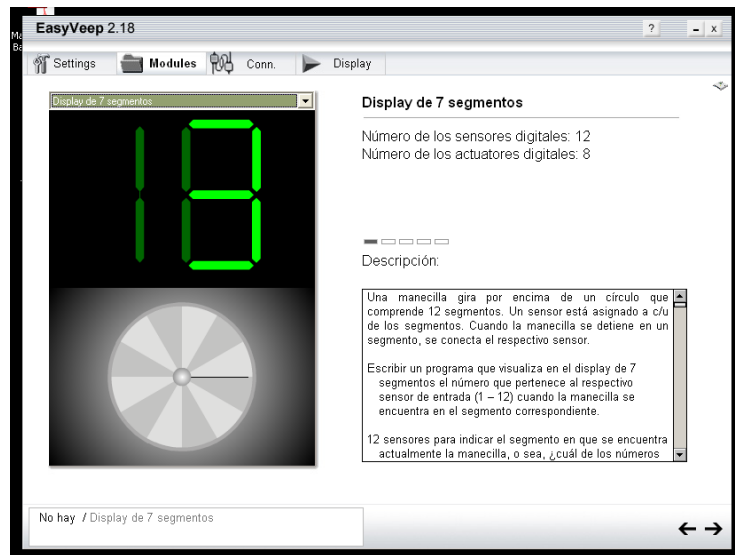 EasyVeep 2.18
? - x
Settings Modules Conn. Display
Display de 7 segmentos
Display de 7 segmentos
Número de los sensores digitales: 12
Número de los actuatores digitales: 8
3
Descripción:
Una manecilla gira por encima de un círculo que
comprende 12 segmentos. Un sensor está asignado a c/u
de los segmentos. Cuando la manecilla se detiene en un
segmento, se conecta el respectivo sensor.
Escribir un programa que visualiza en el display de 7
segmentos el número que pertenece al respectivo
sensor de entrada (1 – 12) cuando la manecilla se
encuentra en el segmento correspondiente.
12 sensores para indicar el segmento en que se encuentra
actualmente la manecilla, o sea, ¿cuál de los números
No hay / Display de 7 segmentos